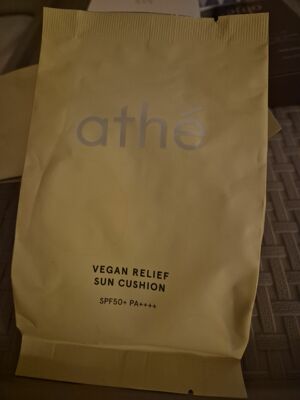 athé
VEGAN RELIEF
SUN CUSHION
SPF50+ PA++++